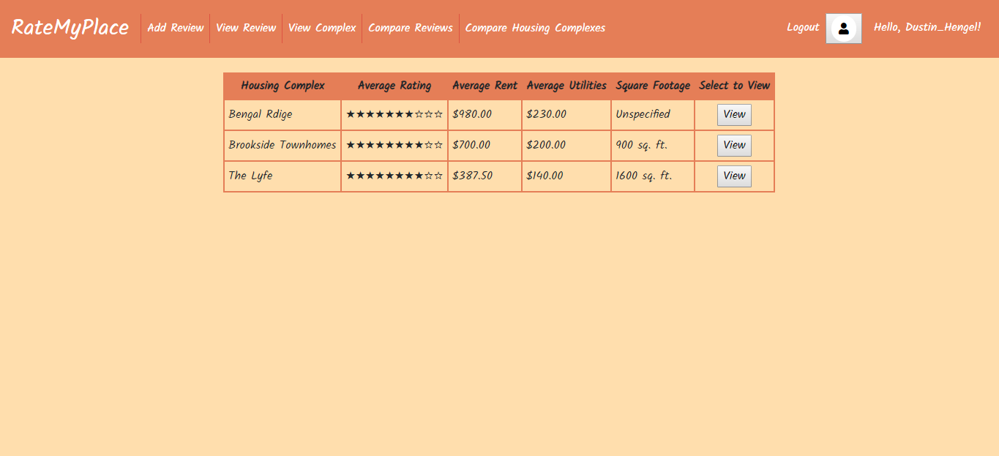 RateMyPlace Add Review View Review View Complex Compare Reviews Compare Housing Complexes Logout Hello, Dustin_Hengel!
Housing Complex Average Rating Average Rent Average Utilities Square Footage Select to View
Bengal Rdige ★★★★★★★☆☆☆ $980.00 $230.00 Unspecified View
Brookside Townhomes ★★★★★★★★☆☆ $700.00 $200.00 900 sq. ft. View
The Lyfe ★★★★★★★★☆☆ $387.50 $140.00 1600 sq. ft. View